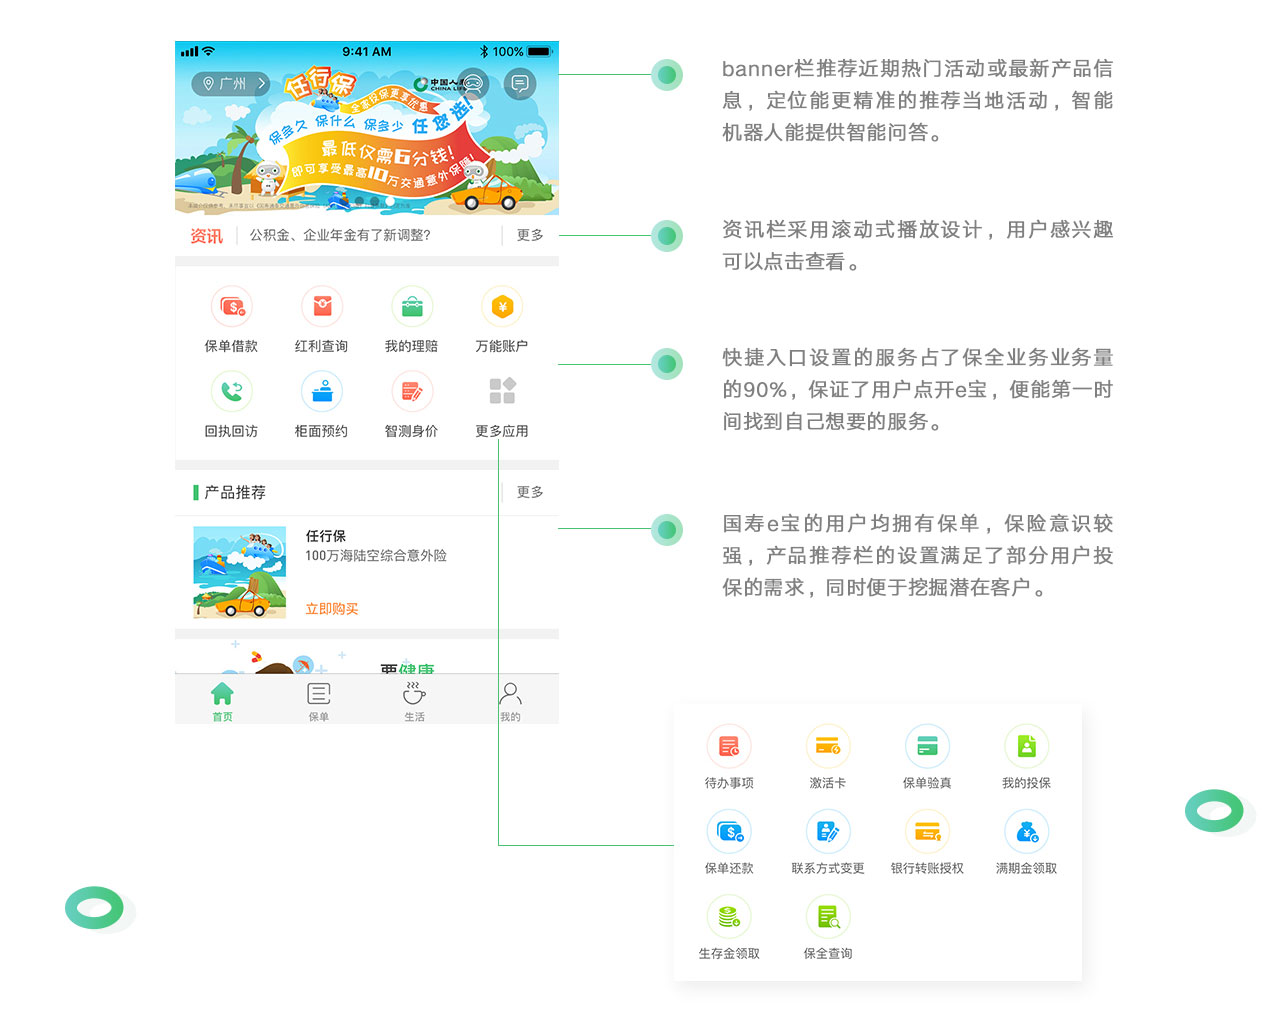 9:41 AM
100%
广州
任行保
CHINA LIFE
全家投保更享优惠
保多久 保什么 保多少 任您选!
最低仅需6分钱!
即可享受最高10万交通意外保障!
资讯
公积金、企业年金有了新调整?
更多
保单借款
红利查询
我的理赔
万能账户
回执回访
柜面预约
智测身价
更多应用
产品推荐
更多
任行保
100万海陆空综合意外险
立即购买
要健康
首页
保单
生活
我的
banner栏推荐近期热门活动或最新产品信
息，定位能更精准的推荐当地活动，智能
机器人能提供智能问答。
资讯栏采用滚动式播放设计，用户感兴趣
可以点击查看。
快捷入口设置的服务占了保全业务业务量
的90%，保证了用户点开e宝，便能第一时
间找到自己想要的服务。
国寿e宝的用户均拥有保单，保险意识较
强，产品推荐栏的设置满足了部分用户投
保的需求，同时便于挖掘潜在客户。
待办事项
激活卡
保单验真
我的投保
保单还款
联系方式变更
银行转账授权
满期金领取
生存金领取
保全查询